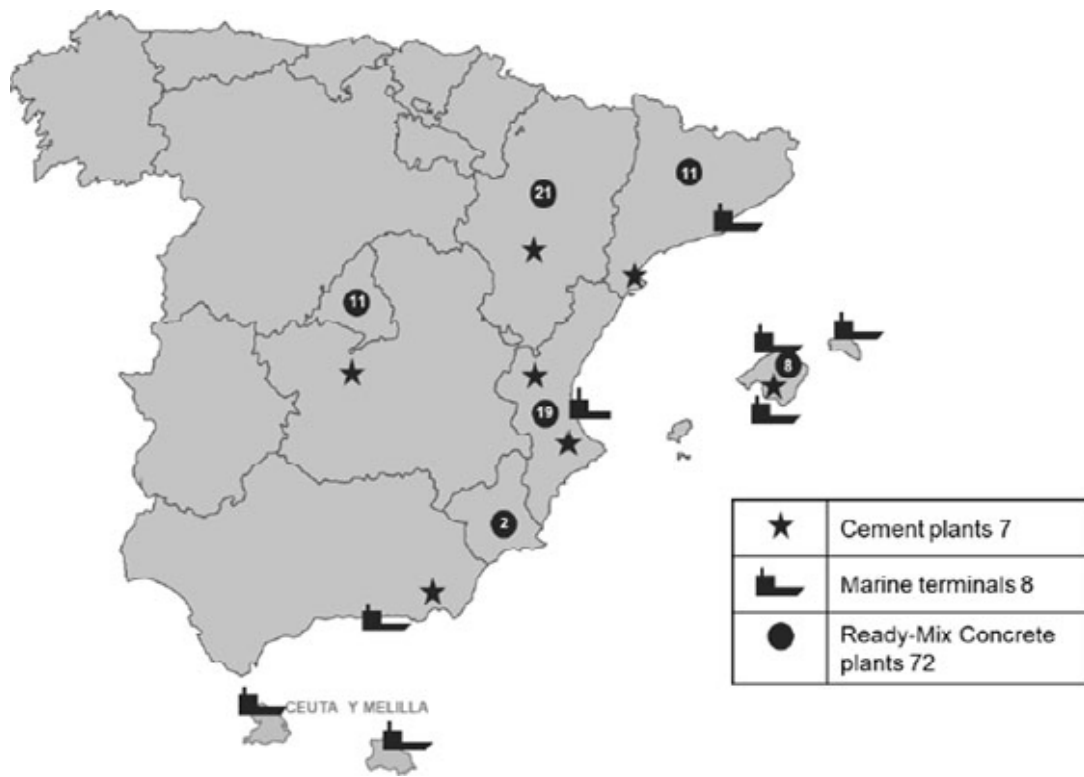 11
21
11
8
19
2
Cement plants 7
Marine terminals 8
Ready-Mix Concrete
plants 72
CEUTA Y MELILLA